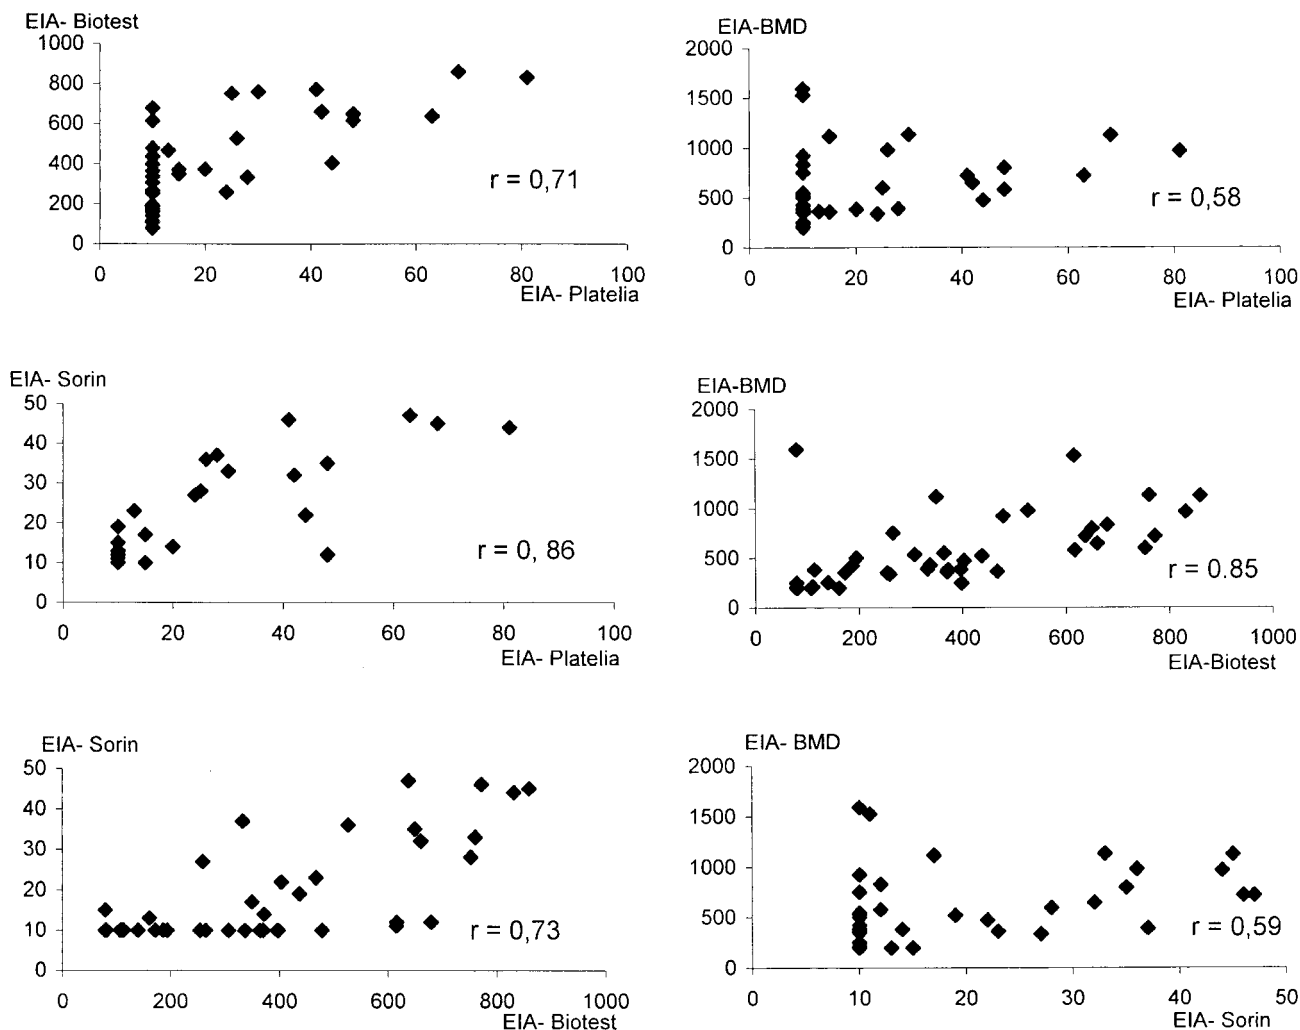 EIA- Biotest
1000
800
600
400
200
0
0 20 40 60 80 100
EIA- Platelia
r = 0,71
EIA-BMD
2000
1500
1000
500
0
0 20 40 60 80 100
EIA- Platelia
r = 0,58
EIA- Sorin
50
40
30
20
10
0
0 20 40 60 80 100
EIA- Platelia
r = 0, 86
EIA-BMD
2000
1500
1000
500
0
0 200 400 600 800 1000
EIA-Biotest
r = 0.85
EIA- Sorin
50
40
30
20
10
0
0 200 400 600 800 1000
EIA- Biotest
r = 0,73
EIA- BMD
2000
1500
1000
500
0
0 10 20 30 40 50
EIA- Sorin
r = 0,59